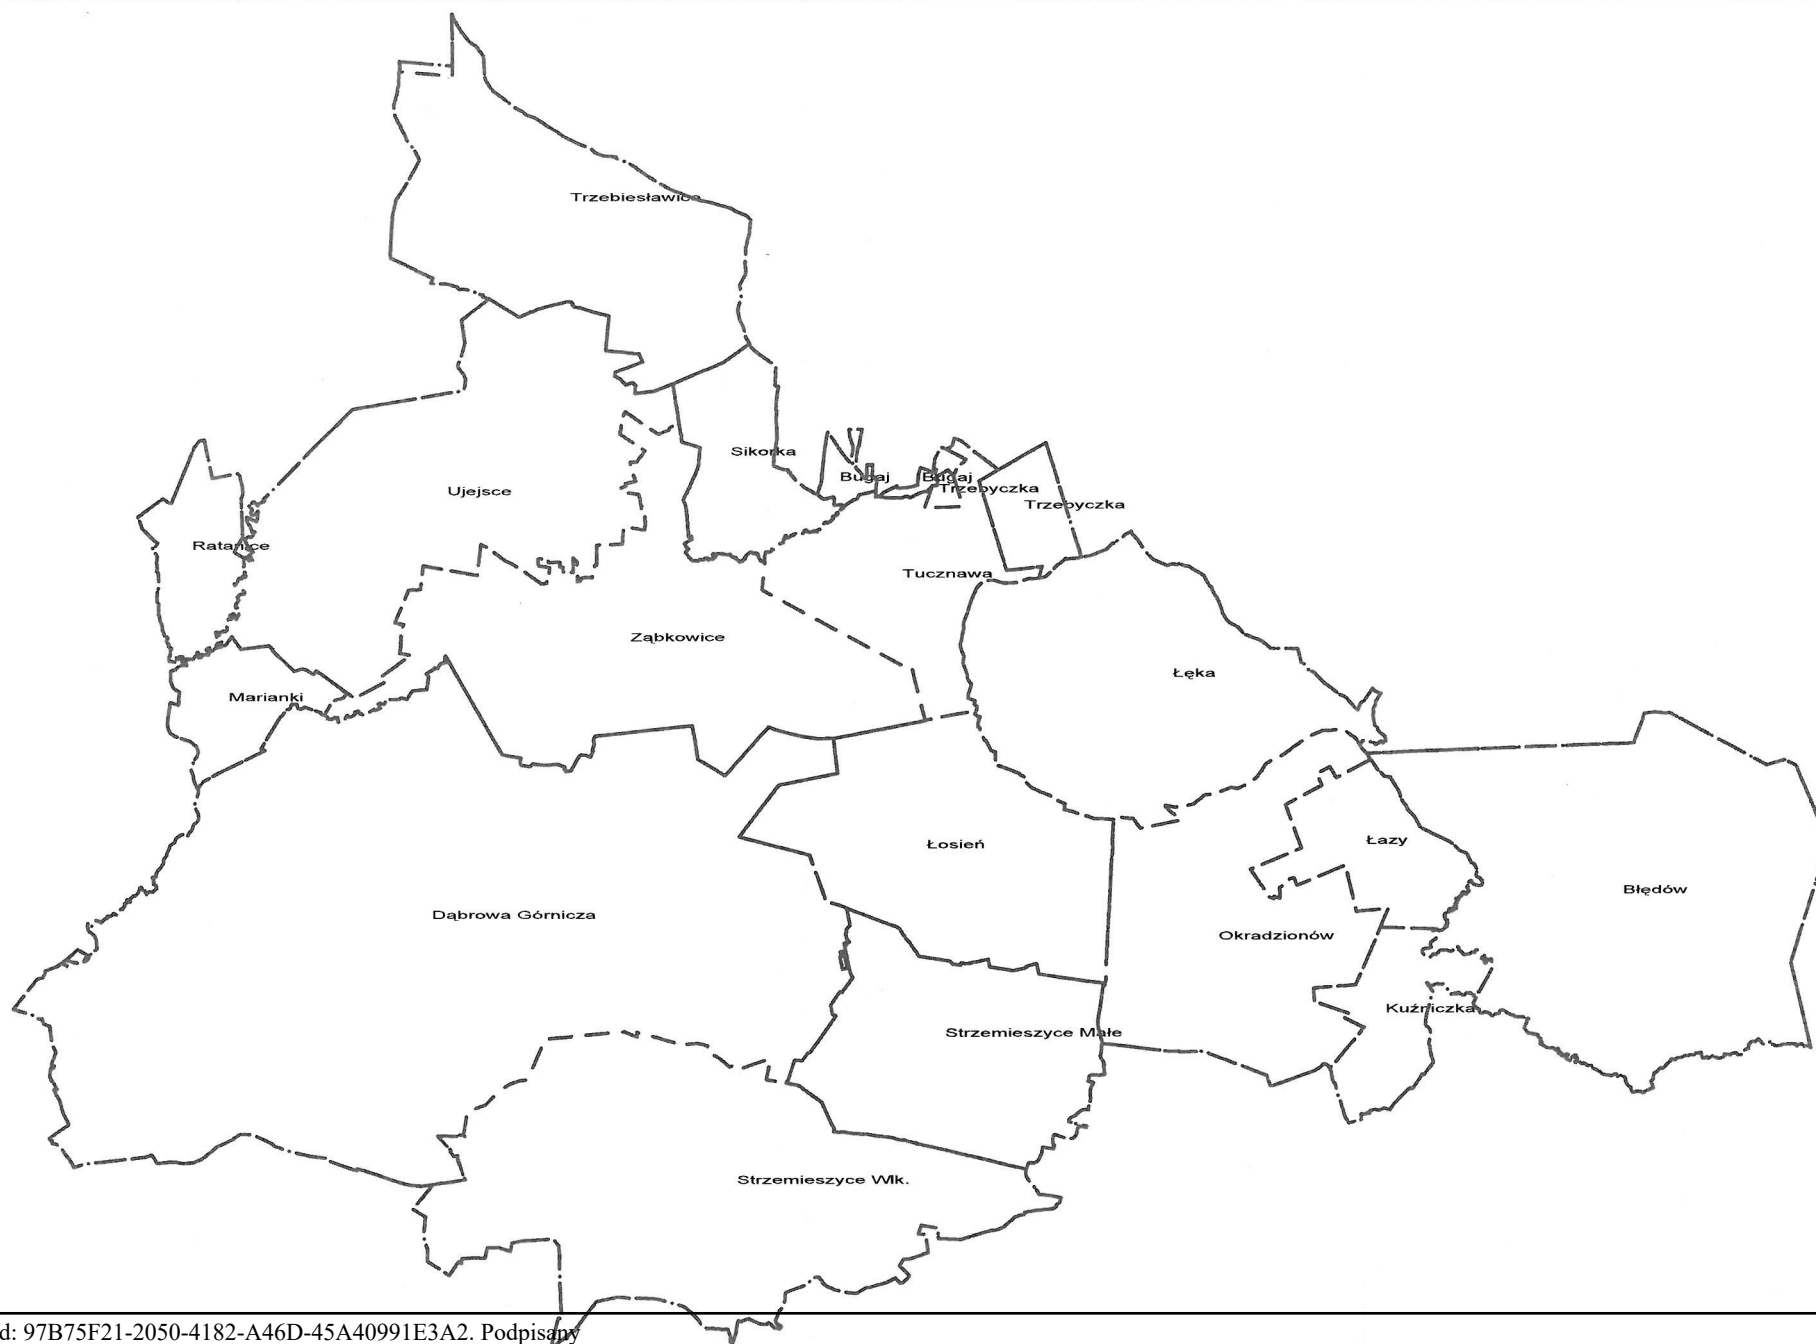 Trzebiesławice
Sikorka
Bugaj
Bugaj
Trzebyczka
Trzebyczka
Ujejsce
Ratanice
Tucznawa
Ząbkowice
Łęka
Marianki
Łosień
Łazy
Błędów
Dąbrowa Górnicza
Okradzionów
Kuźniczka
Strzemieszyce Małe
Strzemieszyce Wlk.
d: 97B75F21-2050-4182-A46D-45A40991E3A2. Podpisany